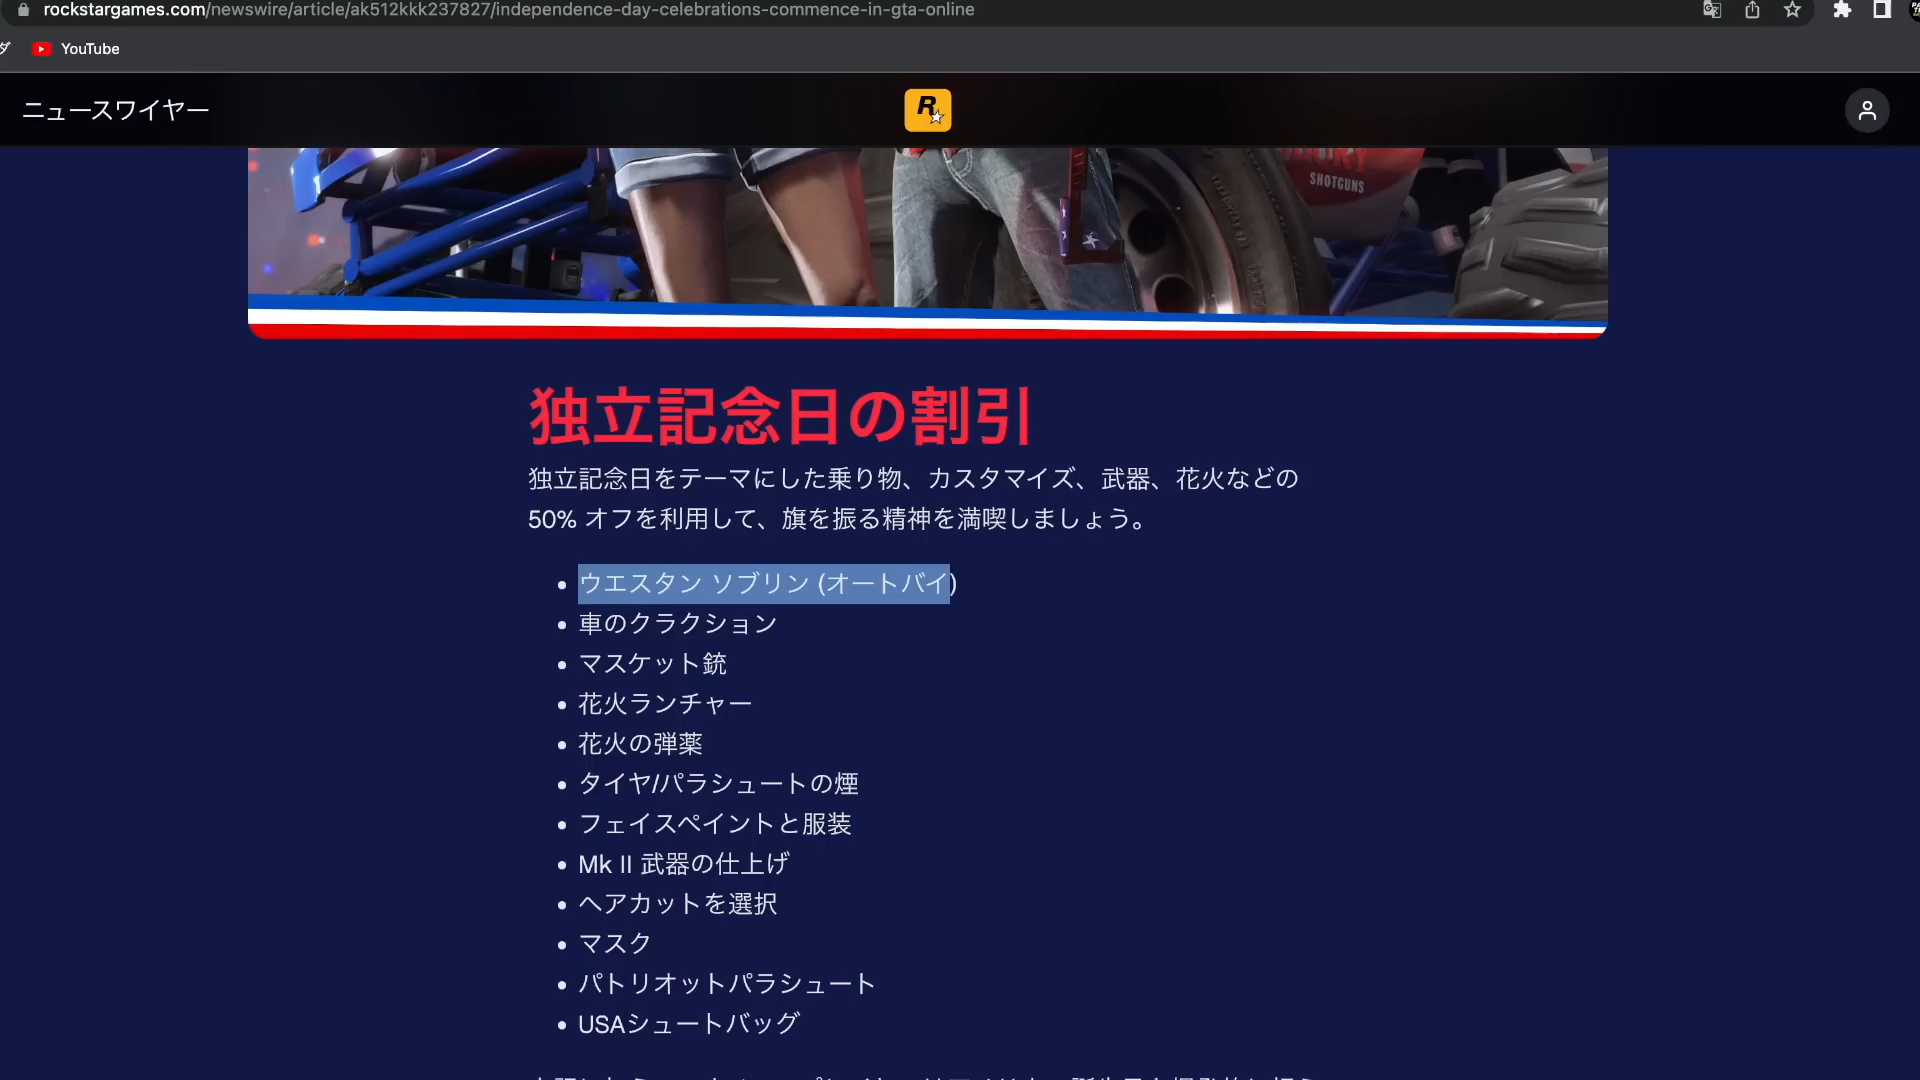 rockstargames.com/newswire/article/ak512kkk237827/independence-day-celebrations-commence-in-gta-online
YouTube
ニュースワイヤー
R
SHOTGUNS
独立記念日の割引
独立記念日をテーマにした乗り物、カスタマイズ、武器、花火などの
50% オフを利用して、旗を振る精神を満喫しましょう。
ウエスタン ソブリン (オートバイ)
車のクラクション
マスケット銃
花火ランチャー
花火の弾薬
タイヤ/パラシュートの煙
フェイスペイントと服装
Mk II 武器の仕上げ
ヘアカットを選択
マスク
パトリオットパラシュート
USAシュートバッグ